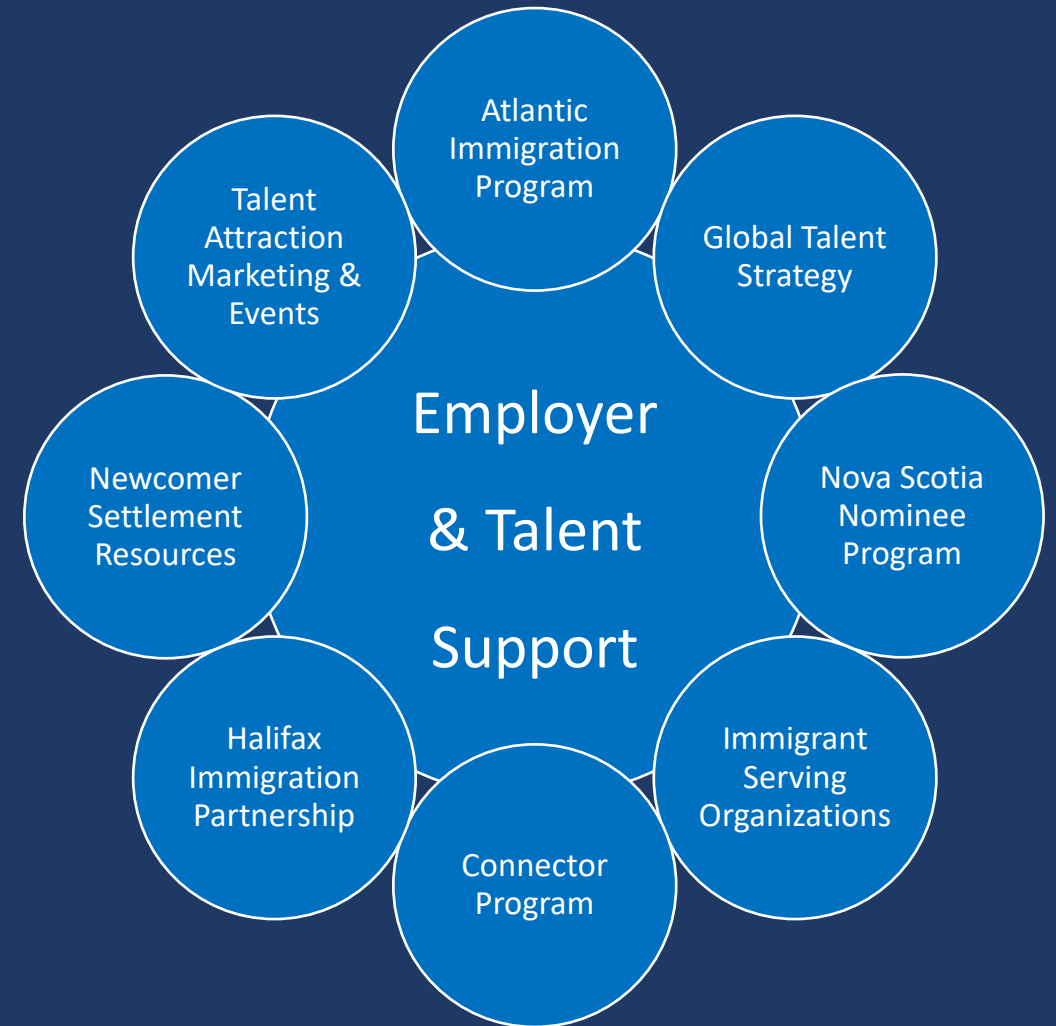 Atlantic
Immigration
Program
Global Talent
Strategy
Nova Scotia
Nominee
Program
Immigrant
Serving
Organizations
Connector
Program
Halifax
Immigration
Partnership
Newcomer
Settlement
Resources
Talent
Attraction
Marketing &
Events
Employer
& Talent
Support